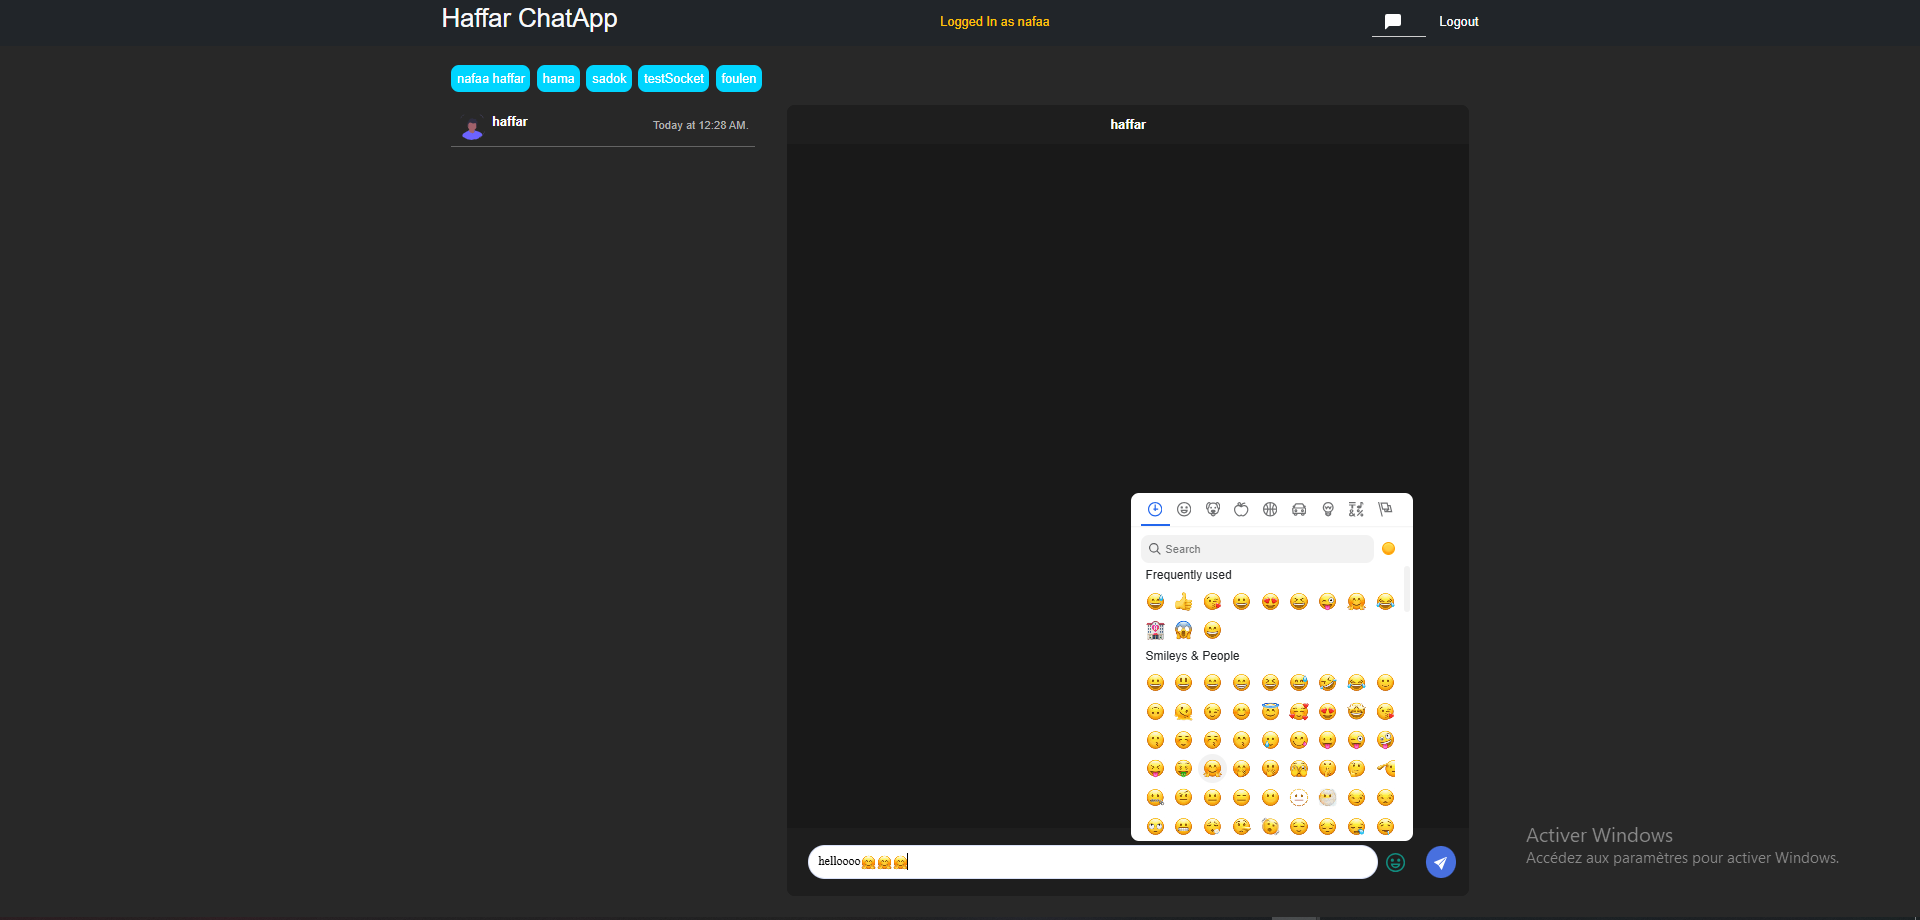 Haffar ChatApp
Logged In as nafaa
Logout
nafaa haffar
hama
sadok
testSocket
foulen
haffar
Today at 12:28 AM.
haffar
Search
Frequently used
Smileys & People
helloooo🤗🤗🤗
Activer Windows
Accédez aux paramètres pour activer Windows.